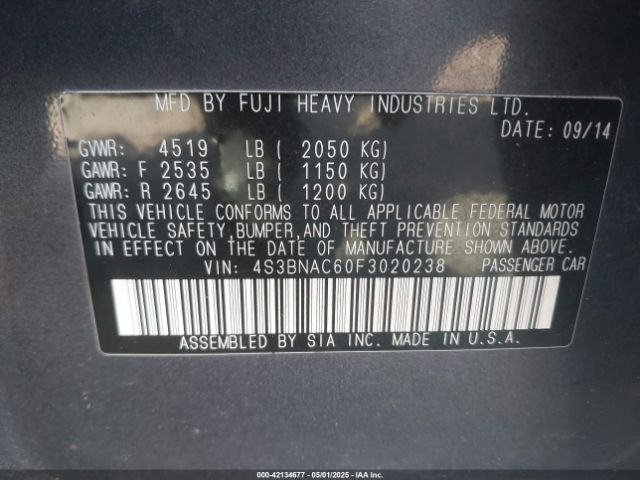 MFD BY FUJI HEAVY INDUSTRIES LTD.
DATE: 09/14
GVWR: 4519 LB ( 2050 KG)
GAWR: F 2535 LB ( 1150 KG)
GAWR: R 2645 LB ( 1200 KG)
THIS VEHICLE CONFORMS TO ALL APPLICABLE FEDERAL MOTOR
VEHICLE SAFETY,BUMPER,AND THEFT PREVENTION STANDARDS
IN EFFECT ON THE DATE OF MANUFACTURE SHOWN ABOVE.
VIN: 4S3BNAC60F3020238 PASSENGER CAR
ASSEMBLED BY SIA INC. MADE IN U.S.A.
000-42134677 - 05/01/2025 - IAA Inc.